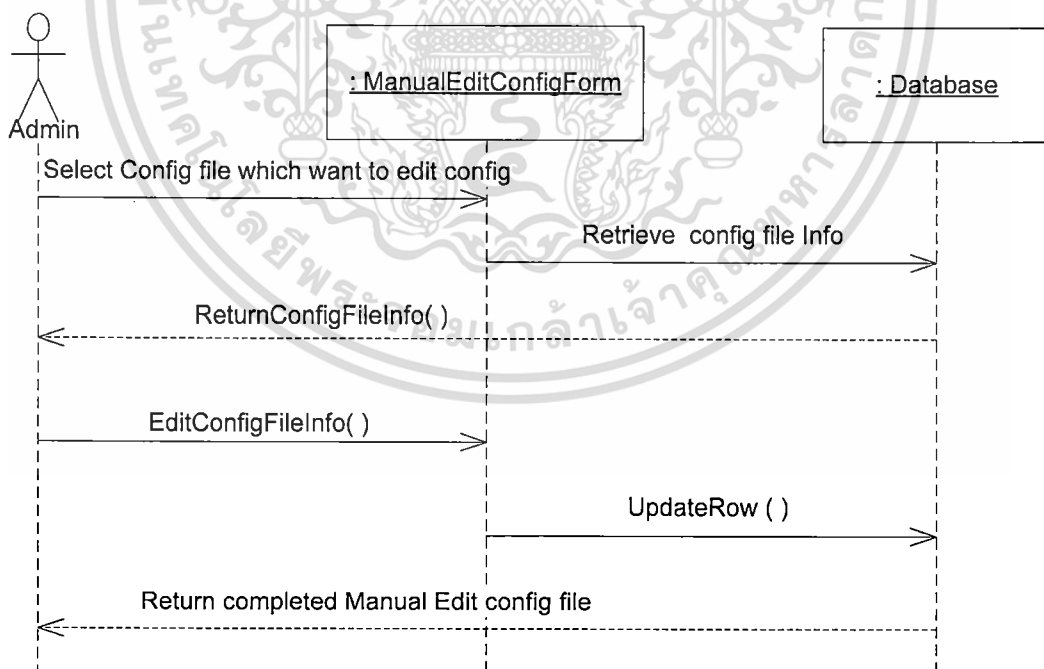 : ManualEditConfigForm
: Database
Admin
Select Config file which want to edit config
Retrieve config file Info
ReturnConfigFileInfo( )
EditConfigFileInfo( )
UpdateRow ( )
Return completed Manual Edit config file